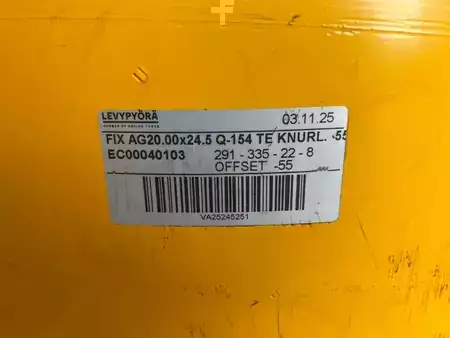 LEVYPYÖRÄ
03.11.25
FIX AG20.00x24.5 Q-154 TE KNURL. -55
EC00040103 291 - 335 - 22 - 8
OFFSET -55
VA25245251